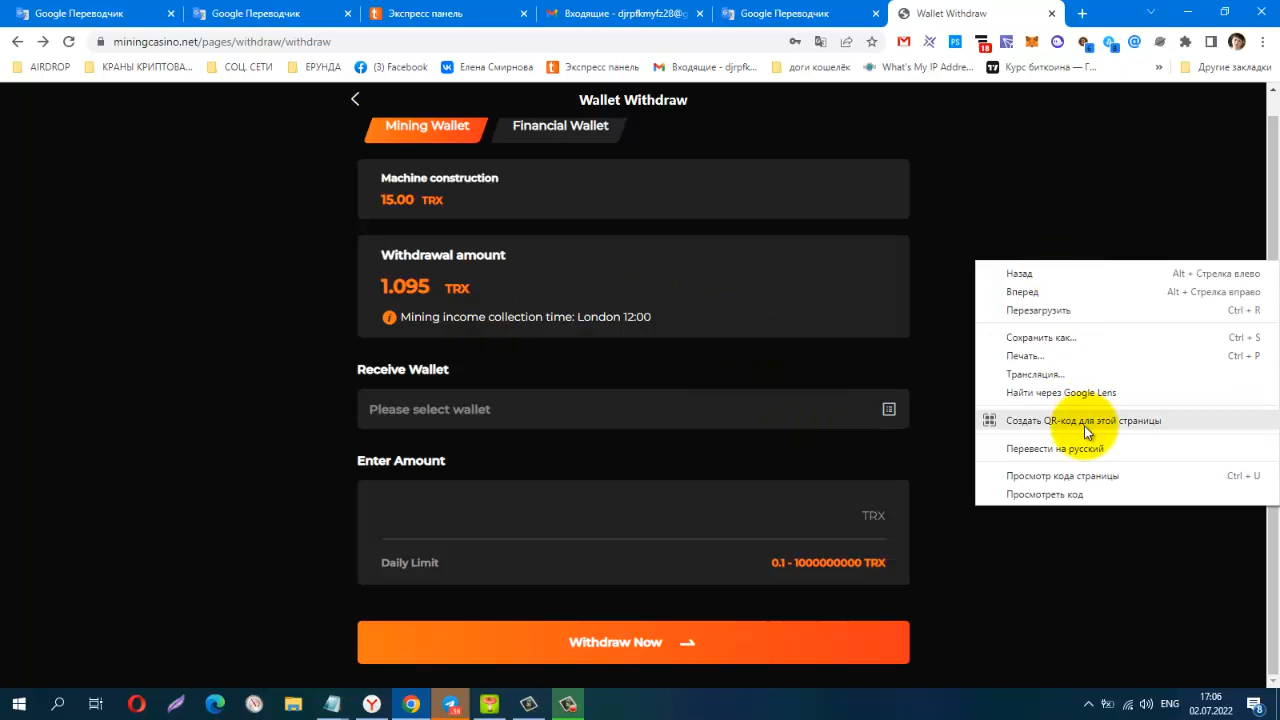 Google Переводчик
Google Переводчик
Экспресс панель
Входящие - djrpfkmyfz28@g
Google Переводчик
Wallet Withdraw
miningcasino.net/pages/withdraw/withdraw
AIRDROP
КРАНЫ КРИПТОВА...
СОЦ. СЕТИ
ЕРУНДА
(3) Facebook
Елена Смирнова
Экспресс панель
Входящие - djrpfk...
доги кошелёк
What's My IP Addre...
Курс биткоина — Г...
Другие закладки
Wallet Withdraw
Mining Wallet
Financial Wallet
Machine construction
15.00 TRX
Withdrawal amount
1.095 TRX
Mining income collection time: London 12:00
Receive Wallet
Please select wallet
Enter Amount
TRX
Daily Limit
0.1 - 1000000000 TRX
Withdraw Now
Назад Alt + Стрелка влево
Вперед Alt + Стрелка вправо
Перезагрузить Ctrl + R
Сохранить как... Ctrl + S
Печать... Ctrl + P
Трансляция...
Найти через Google Lens
Создать QR-код для этой страницы
Перевести на русский
Просмотр кода страницы Ctrl + U
Просмотреть код
ENG
17:06
02.07.2022